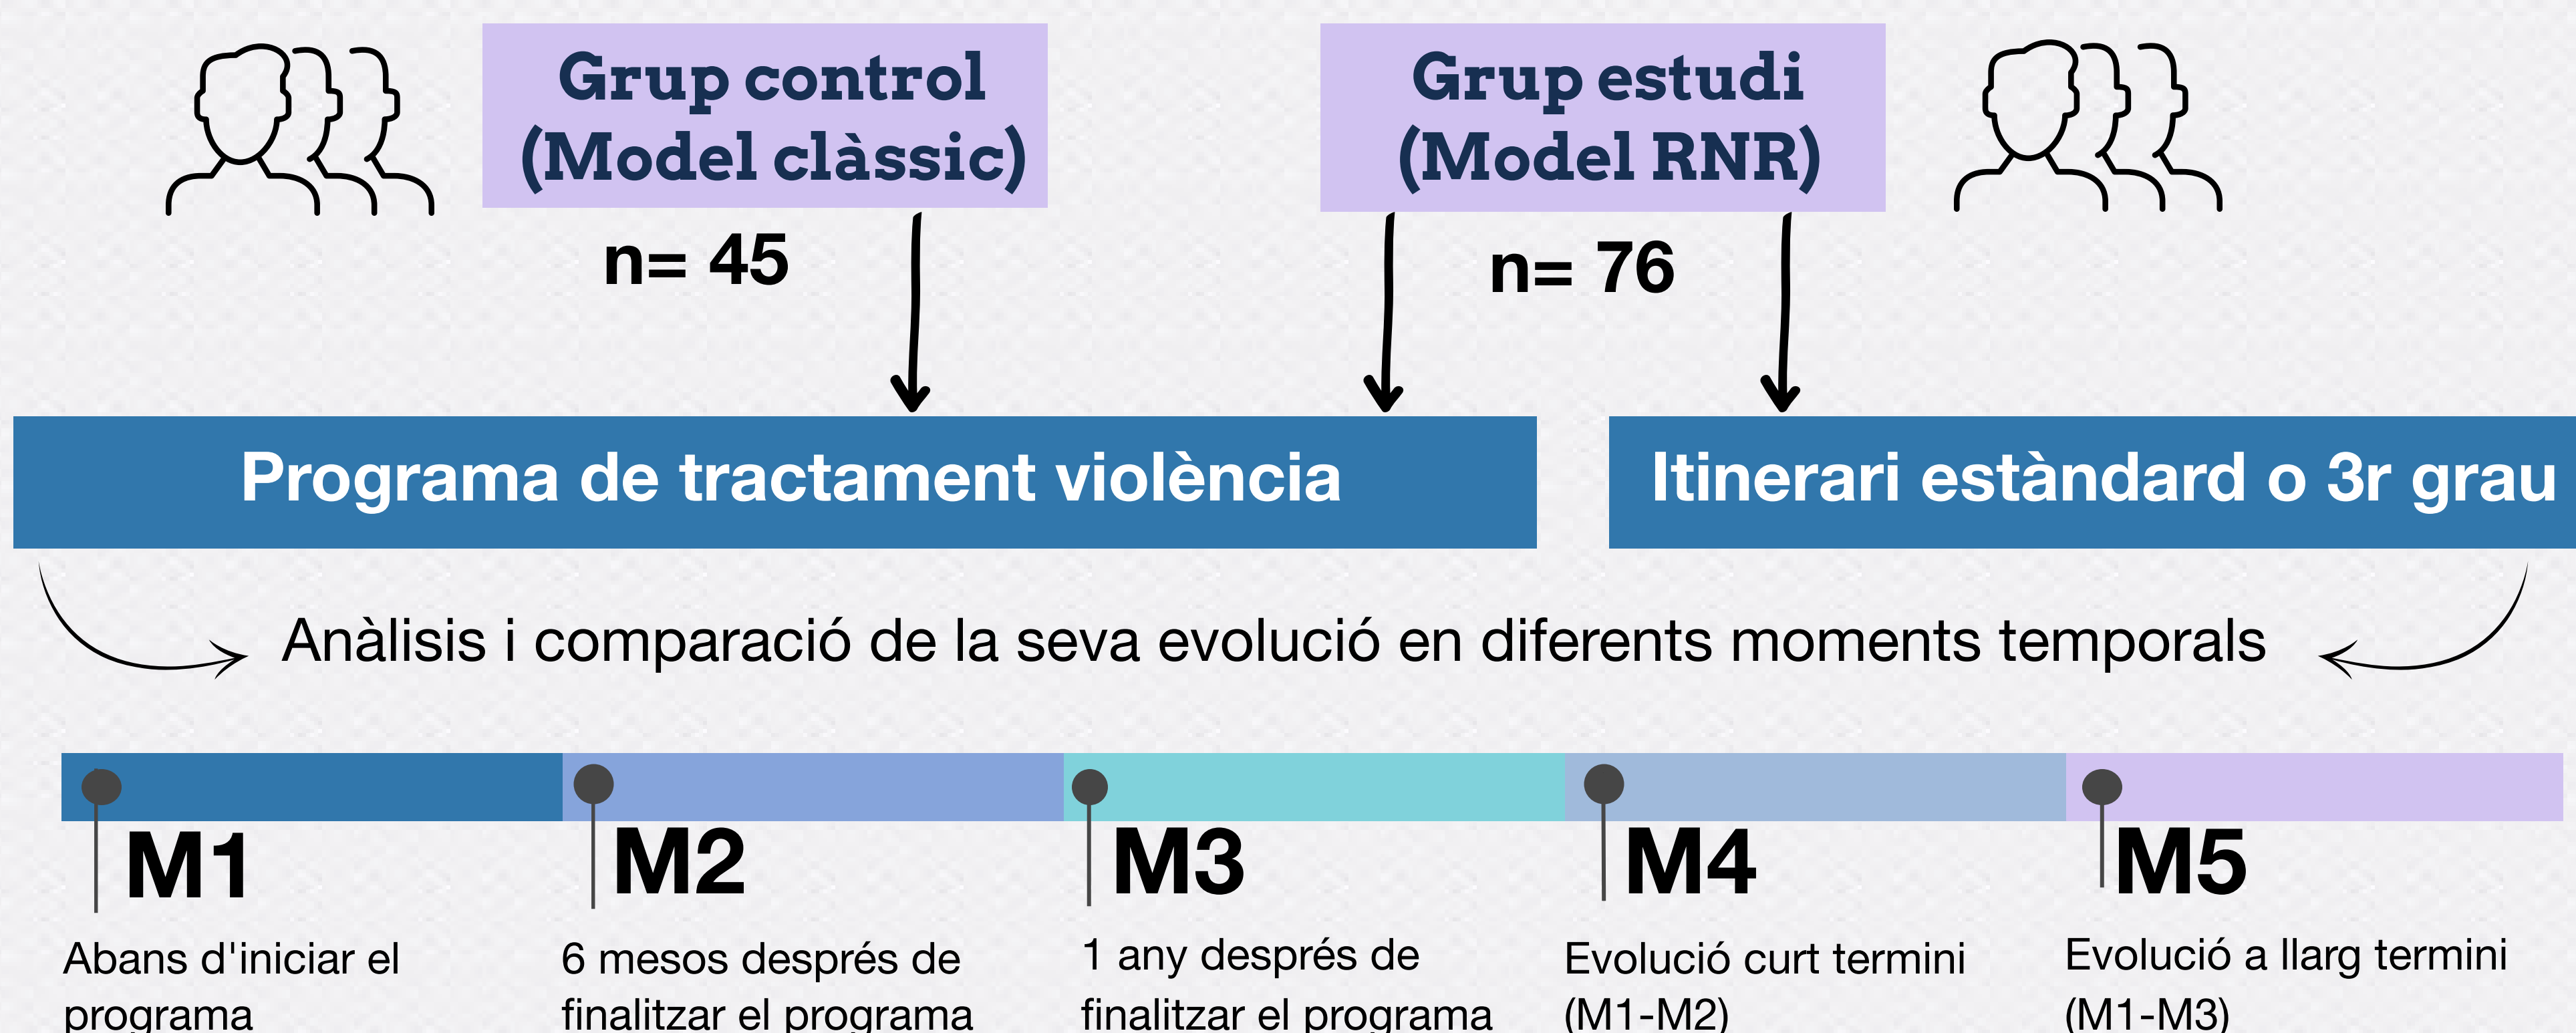 Grup control
(Model clàssic)
n= 45
Grup estudi
(Model RNR)
n= 76
Programa de tractament violència
Itinerari estàndard o 3r grau
Anàlisis i comparació de la seva evolució en diferents moments temporals
M1
Abans d'iniciar el
programa
M2
6 mesos després de
finalitzar el programa
M3
1 any després de
finalitzar el programa
M4
Evolució curt termini
(M1-M2)
M5
Evolució a llarg termini
(M1-M3)